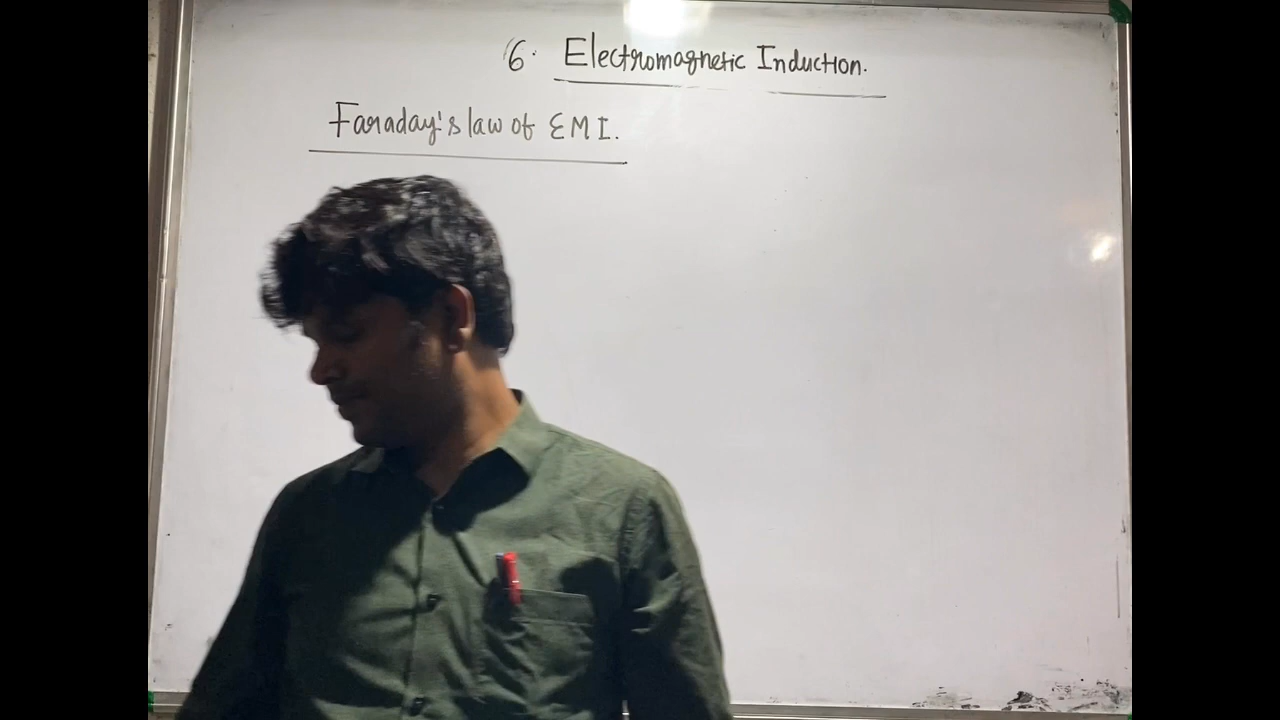 6. Electromagnetic Induction.
Faraday's law of EMI.